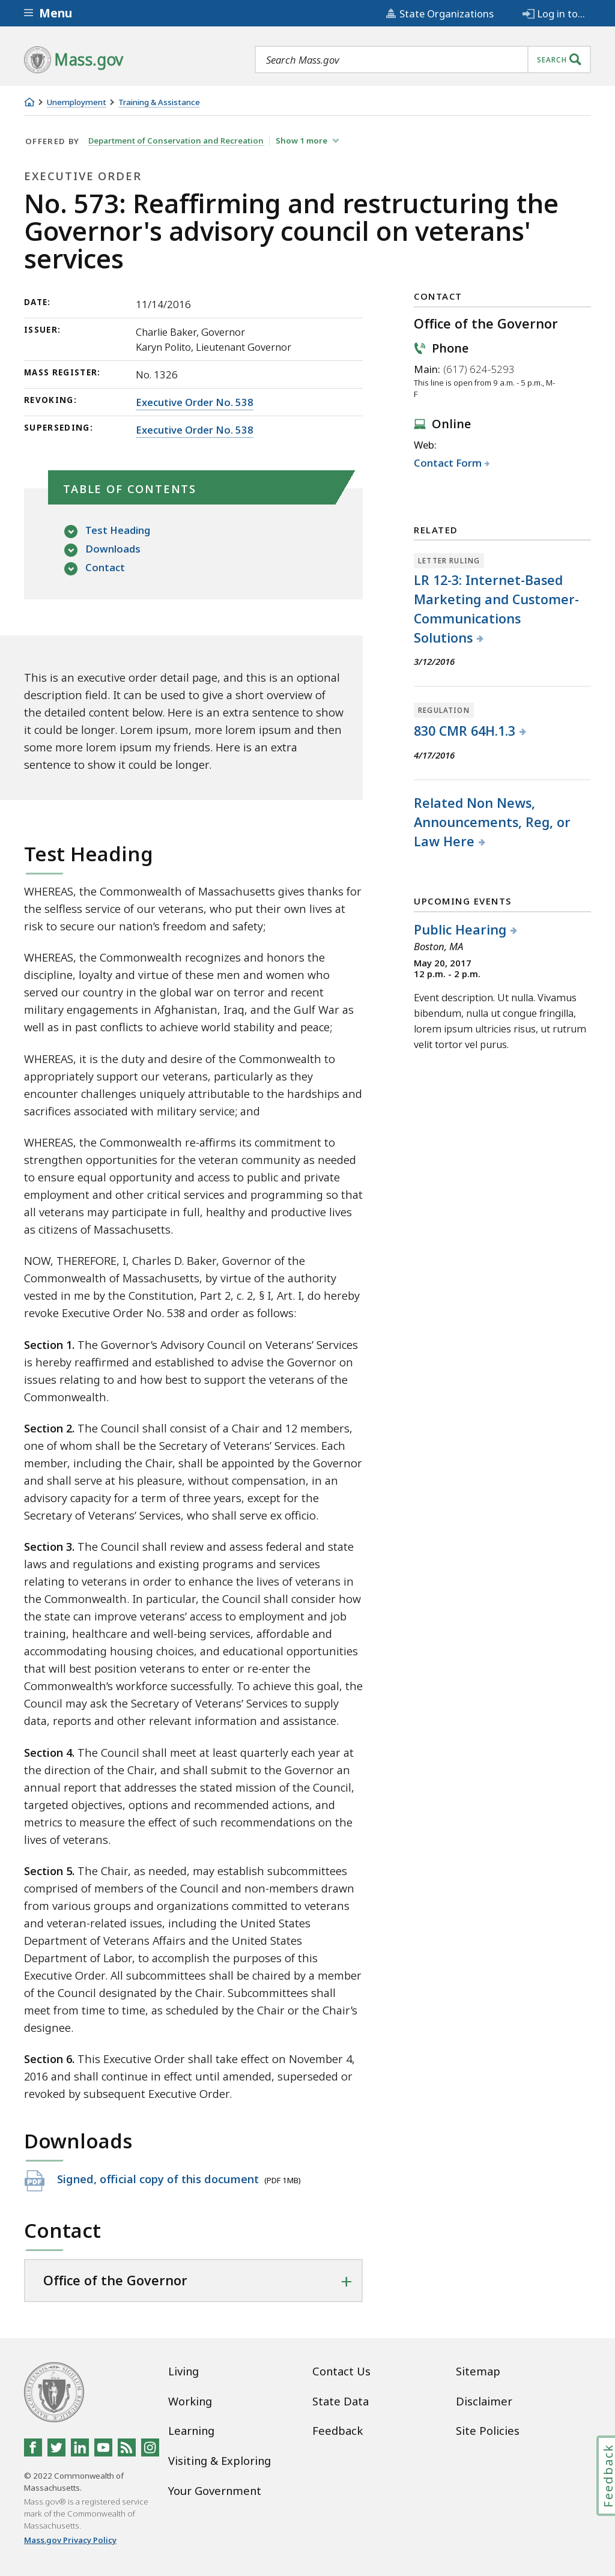 Menu
State Organizations
Log in to...
Mass.gov
Search Mass.gov
SEARCH
Unemployment
Training & Assistance
OFFERED BY
Department of Conservation and Recreation
Show 1 more
EXECUTIVE ORDER
No. 573: Reaffirming and restructuring the
Governor's advisory council on veterans'
services
DATE:
11/14/2016
ISSUER:
Charlie Baker, Governor
Karyn Polito, Lieutenant Governor
MASS REGISTER:
No. 1326
REVOKING:
Executive Order No. 538
SUPERSEDING:
Executive Order No. 538
TABLE OF CONTENTS
Test Heading
Downloads
Contact
This is an executive order detail page, and this is an optional
description field. It can be used to give a short overview of
the detailed content below. Here is an extra sentence to show
it could be longer. Lorem ipsum, more lorem ipsum and then
some more lorem ipsum my friends. Here is an extra
sentence to show it could be longer.
Test Heading
WHEREAS, the Commonwealth of Massachusetts gives thanks for
the selfless service of our veterans, who put their own lives at
risk to secure our nation’s freedom and safety;
WHEREAS, the Commonwealth recognizes and honors the
discipline, loyalty and virtue of these men and women who
served our country in the global war on terror and recent
military engagements in Afghanistan, Iraq, and the Gulf War as
well as in past conflicts to achieve world stability and peace;
WHEREAS, it is the duty and desire of the Commonwealth to
appropriately support our veterans, particularly as they
encounter challenges uniquely attributable to the hardships and
sacrifices associated with military service; and
WHEREAS, the Commonwealth re-affirms its commitment to
strengthen opportunities for the veteran community as needed
to ensure equal opportunity and access to public and private
employment and other critical services and programming so that
all veterans may participate in full, healthy and productive lives
as citizens of Massachusetts.
NOW, THEREFORE, I, Charles D. Baker, Governor of the
Commonwealth of Massachusetts, by virtue of the authority
vested in me by the Constitution, Part 2, c. 2, § I, Art. I, do hereby
revoke Executive Order No. 538 and order as follows:
Section 1. The Governor’s Advisory Council on Veterans’ Services
is hereby reaffirmed and established to advise the Governor on
issues relating to and how best to support the veterans of the
Commonwealth.
Section 2. The Council shall consist of a Chair and 12 members,
one of whom shall be the Secretary of Veterans’ Services. Each
member, including the Chair, shall be appointed by the Governor
and shall serve at his pleasure, without compensation, in an
advisory capacity for a term of three years, except for the
Secretary of Veterans’ Services, who shall serve ex officio.
Section 3. The Council shall review and assess federal and state
laws and regulations and existing programs and services
relating to veterans in order to enhance the lives of veterans in
the Commonwealth. In particular, the Council shall consider how
the state can improve veterans’ access to employment and job
training, healthcare and well-being services, affordable and
accommodating housing choices, and educational opportunities
that will best position veterans to enter or re-enter the
Commonwealth’s workforce successfully. To achieve this goal, the
Council may ask the Secretary of Veterans’ Services to supply
data, reports and other relevant information and assistance.
Section 4. The Council shall meet at least quarterly each year at
the direction of the Chair, and shall submit to the Governor an
annual report that addresses the stated mission of the Council,
targeted objectives, options and recommended actions, and
metrics to measure the effect of such recommendations on the
lives of veterans.
Section 5. The Chair, as needed, may establish subcommittees
comprised of members of the Council and non-members drawn
from various groups and organizations committed to veterans
and veteran-related issues, including the United States
Department of Veterans Affairs and the United States
Department of Labor, to accomplish the purposes of this
Executive Order. All subcommittees shall be chaired by a member
of the Council designated by the Chair. Subcommittees shall
meet from time to time, as scheduled by the Chair or the Chair’s
designee.
Section 6. This Executive Order shall take effect on November 4,
2016 and shall continue in effect until amended, superseded or
revoked by subsequent Executive Order.
Downloads
PDF
Signed, official copy of this document (PDF 1MB)
Contact
Office of the Governor
CONTACT
Office of the Governor
Phone
Main: (617) 624-5293
This line is open from 9 a.m. - 5 p.m., M-
F
Online
Web:
Contact Form
RELATED
LETTER RULING
LR 12-3: Internet-Based
Marketing and Customer-
Communications
Solutions
3/12/2016
REGULATION
830 CMR 64H.1.3
4/17/2016
Related Non News,
Announcements, Reg, or
Law Here
UPCOMING EVENTS
Public Hearing
Boston, MA
May 20, 2017
12 p.m. - 2 p.m.
Event description. Ut nulla. Vivamus
bibendum, nulla ut congue fringilla,
lorem ipsum ultricies risus, ut rutrum
velit tortor vel purus.
Living
Working
Learning
Visiting & Exploring
Your Government
Contact Us
State Data
Feedback
Sitemap
Disclaimer
Site Policies
© 2022 Commonwealth of
Massachusetts.
Mass.gov® is a registered service
mark of the Commonwealth of
Massachusetts.
Mass.gov Privacy Policy
Feedback